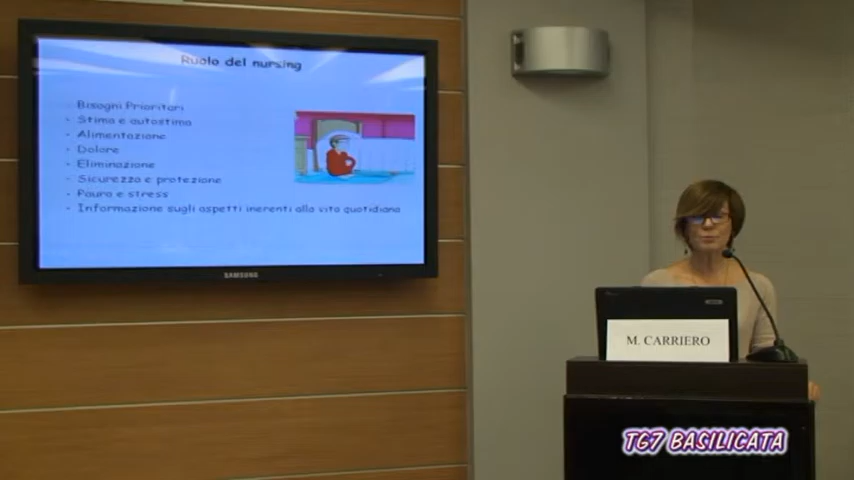 Ruolo del nursing
Bisogni Prioritari
- Stima e autostima
- Alimentazione
- Dolore
- Eliminazione
- Sicurezza e protezione
- Paura e stress
- Informazione sugli aspetti inerenti alla vita quotidiana
SAMSUNG
M. CARRIERO
TG7 BASILICATA